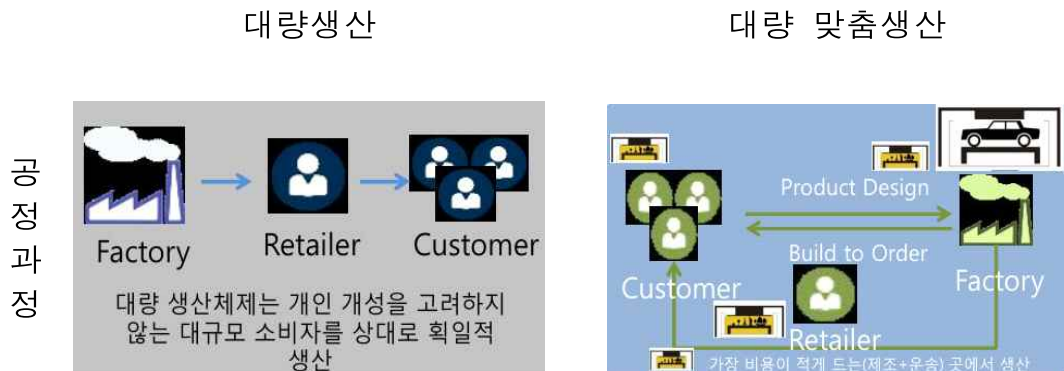 대량생산
대량 맞춤생산
공
정
과
정
Factory
Retailer
Customer
대량 생산체제는 개인 개성을 고려하지
않는 대규모 소비자를 상대로 획일적
생산
Product Design
Build to Order
Customer
Factory
Retailer
가장 비용이 적게 드는(제조+운송) 곳에서 생산